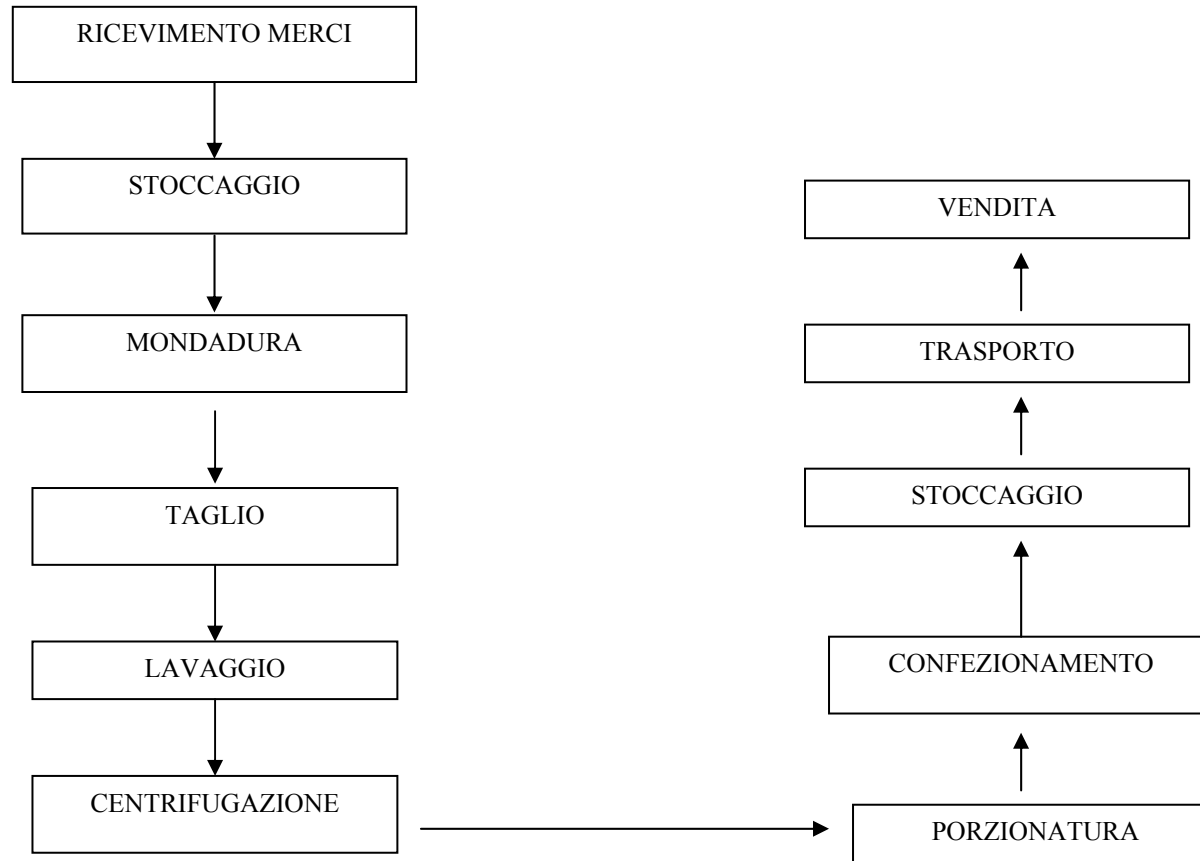 RICEVIMENTO MERCI
STOCCAGGIO
MONDADURA
TAGLIO
LAVAGGIO
CENTRIFUGAZIONE
PORZIONATURA
CONFEZIONAMENTO
STOCCAGGIO
TRASPORTO
VENDITA